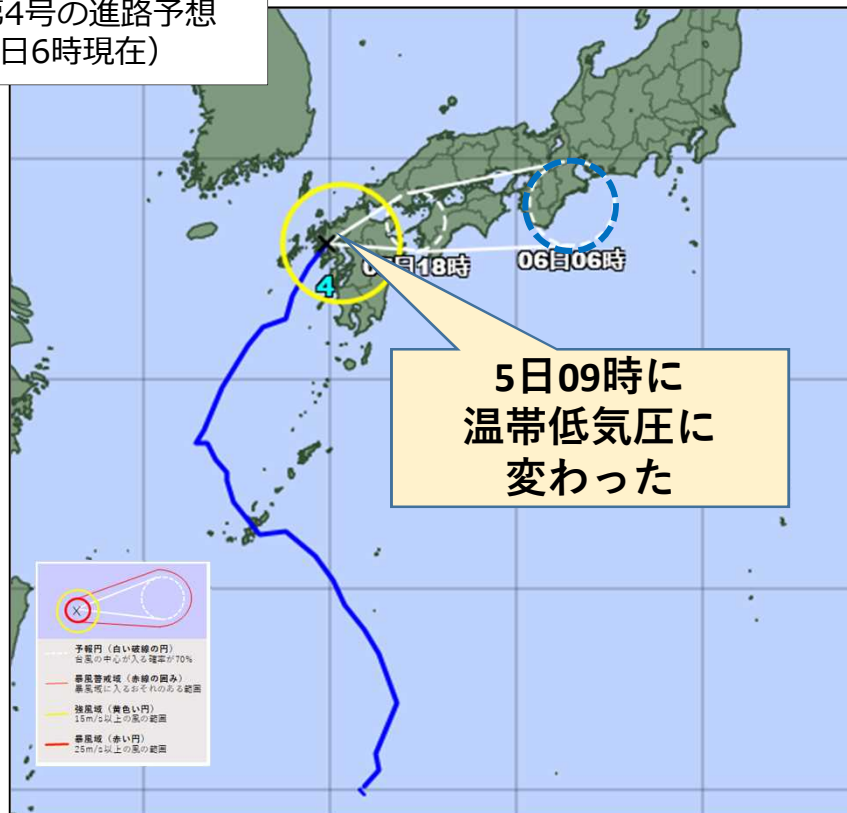 第4号の進路予想
日6時現在）
日18時
06日06時
4
5日09時に
温帯低気圧に
変わった
予報円（白い破線の円）
台風の中心が入る確率が70%
暴風警戒域（赤線の囲み）
暴風域に入るおそれのある範囲
強風域（黄色い円）
15m/s以上の風の範囲
暴風域（赤い円）
25m/s以上の風の範囲